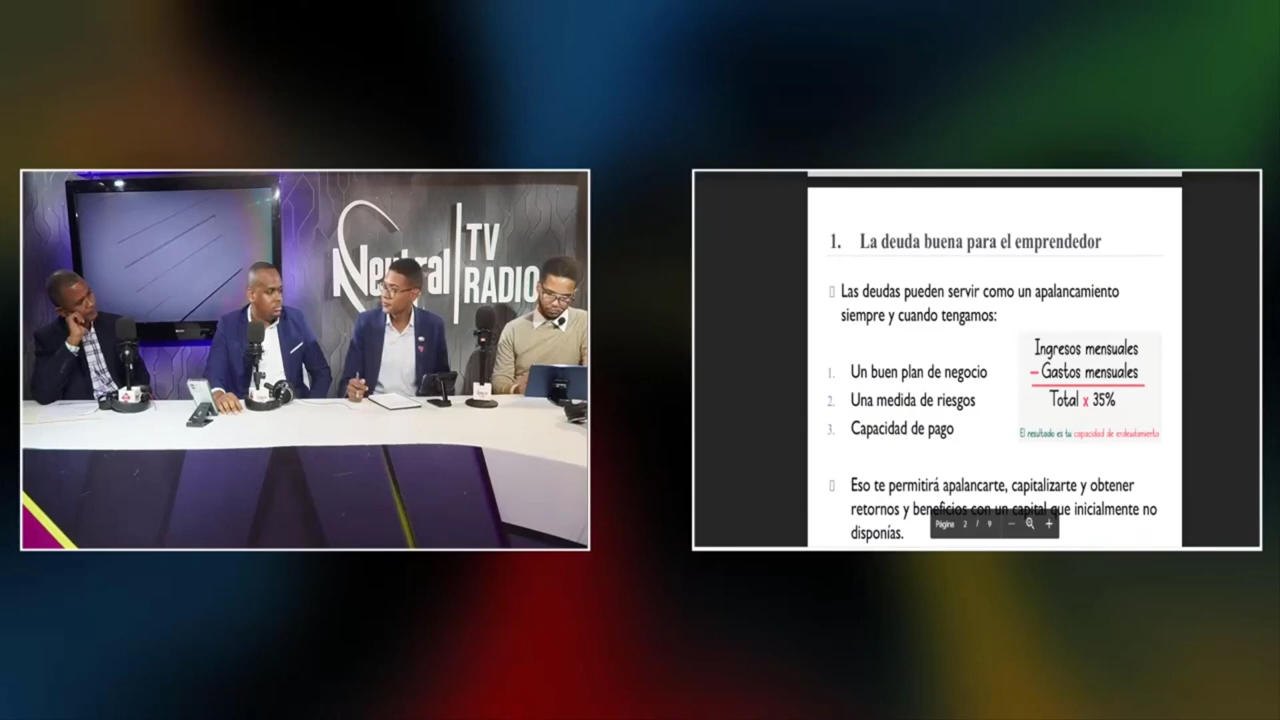 Neutral
TV
RADIO
1. La deuda buena para el emprendedor
Las deudas pueden servir como un apalancamiento
siempre y cuando tengamos:
1. Un buen plan de negocio
2. Una medida de riesgos
3. Capacidad de pago
Ingresos mensuales
− Gastos mensuales
Total x 35%
El resultado es tu capacidad de endeudamiento
Eso te permitirá apalancarte, capitalizarte y obtener
retornos y beneficios con un capital que inicialmente no
disponías.
Página 2 / 9